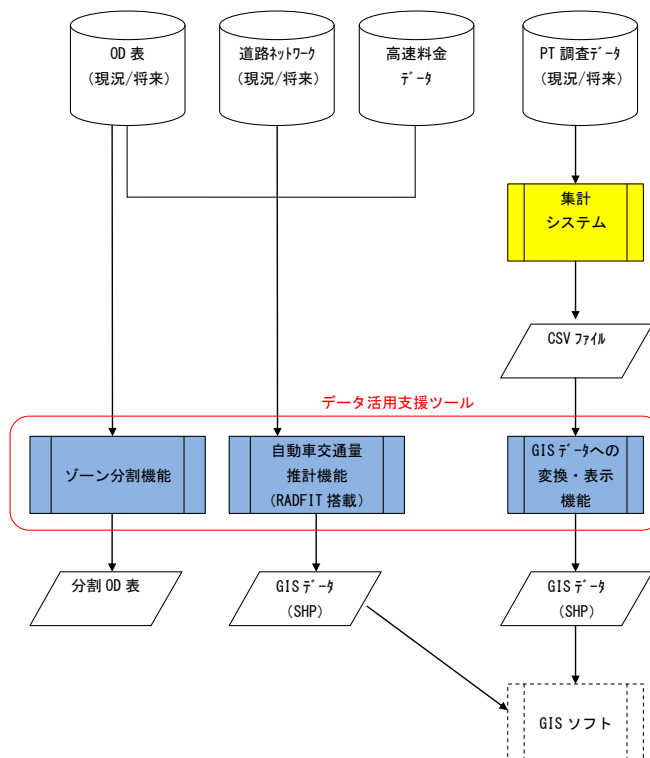 OD 表
(現況/将来)
道路ﾈｯﾄﾜｰｸ
(現況/将来)
高速料金
ﾃﾞｰﾀ
PT 調査ﾃﾞｰﾀ
(現況/将来)
集計
システム
CSV ﾌｧｲﾙ
データ活用支援ツール
ゾーン分割機能
自動車交通量
推計機能
(RADFIT 搭載)
GIS ﾃﾞｰﾀへの
変換・表示
機能
分割 OD 表
GIS ﾃﾞｰﾀ
(SHP)
GIS ﾃﾞｰﾀ
(SHP)
GIS ソフト